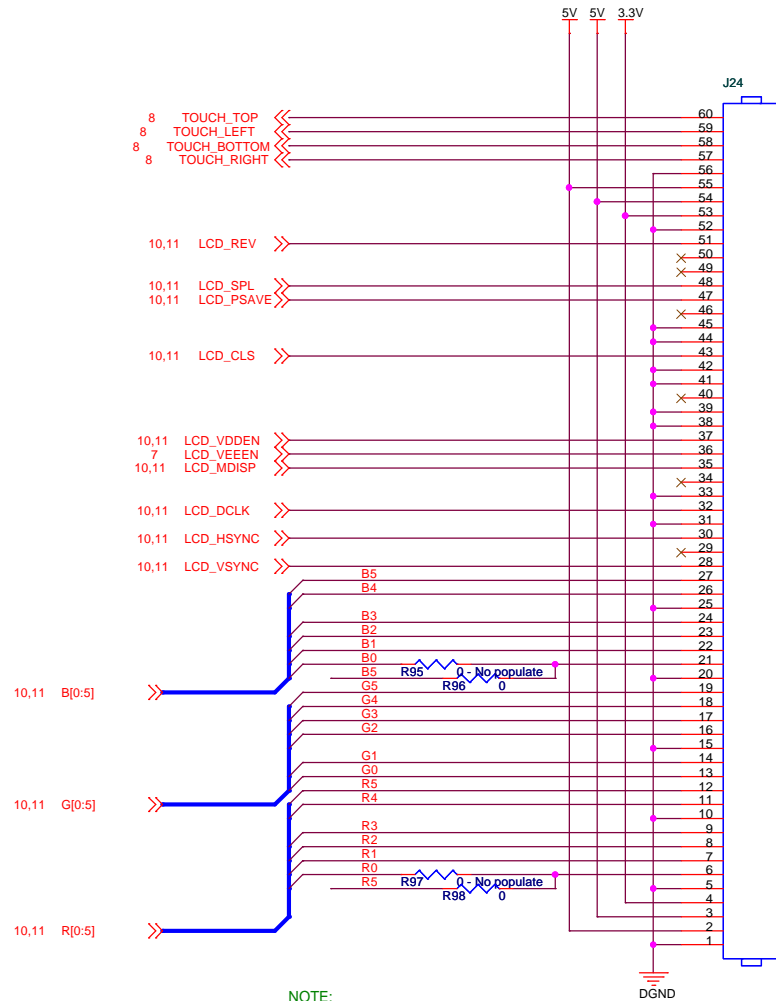 5V 5V 3.3V
J24
8 TOUCH_TOP 60
8 TOUCH_LEFT 59
8 TOUCH_BOTTOM 58
8 TOUCH_RIGHT 57
56
55
54
53
52
10,11 LCD_REV 51
50
49
10,11 LCD_SPL 48
10,11 LCD_PSAVE 47
46
45
44
10,11 LCD_CLS 43
42
41
40
39
38
10,11 LCD_VDDEN 37
7 LCD_VEEEN 36
10,11 LCD_MDISP 35
34
33
10,11 LCD_DCLK 32
31
10,11 LCD_HSYNC 30
29
10,11 LCD_VSYNC 28
B5 27
B4 26
25
B3 24
B2 23
B1 22
B0 21
R95 0 - No populate
B5 20
R96 0
10,11 B[0:5]
G5 19
G4 18
G3 17
G2 16
15
G1 14
G0 13
R5 12
R4 11
10,11 G[0:5]
10
R3 9
R2 8
R1 7
R0 6
R97 0 - No populate
R5 5
R98 0
4
3
10,11 R[0:5]
2
1
DGND
NOTE: